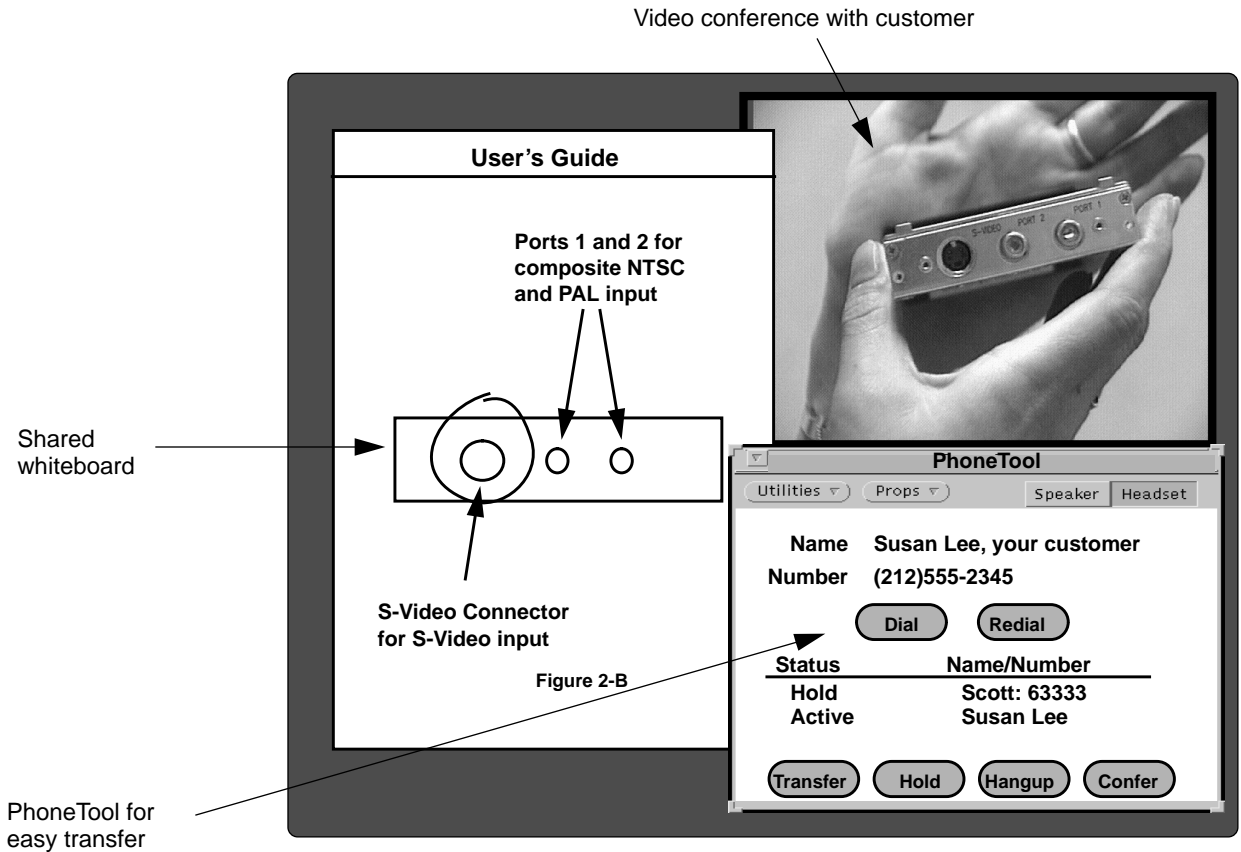 Video conference with customer
User's Guide
Ports 1 and 2 for
composite NTSC
and PAL input
S-VIDEO
PORT 2
PORT 1
Shared
whiteboard
S-Video Connector
for S-Video input
Figure 2-B
PhoneTool
Utilities
Props
Speaker
Headset
Name Susan Lee, your customer
Number (212)555-2345
Dial
Redial
Status Name/Number
Hold Scott: 63333
Active Susan Lee
Transfer
Hold
Hangup
Confer
PhoneTool for
easy transfer